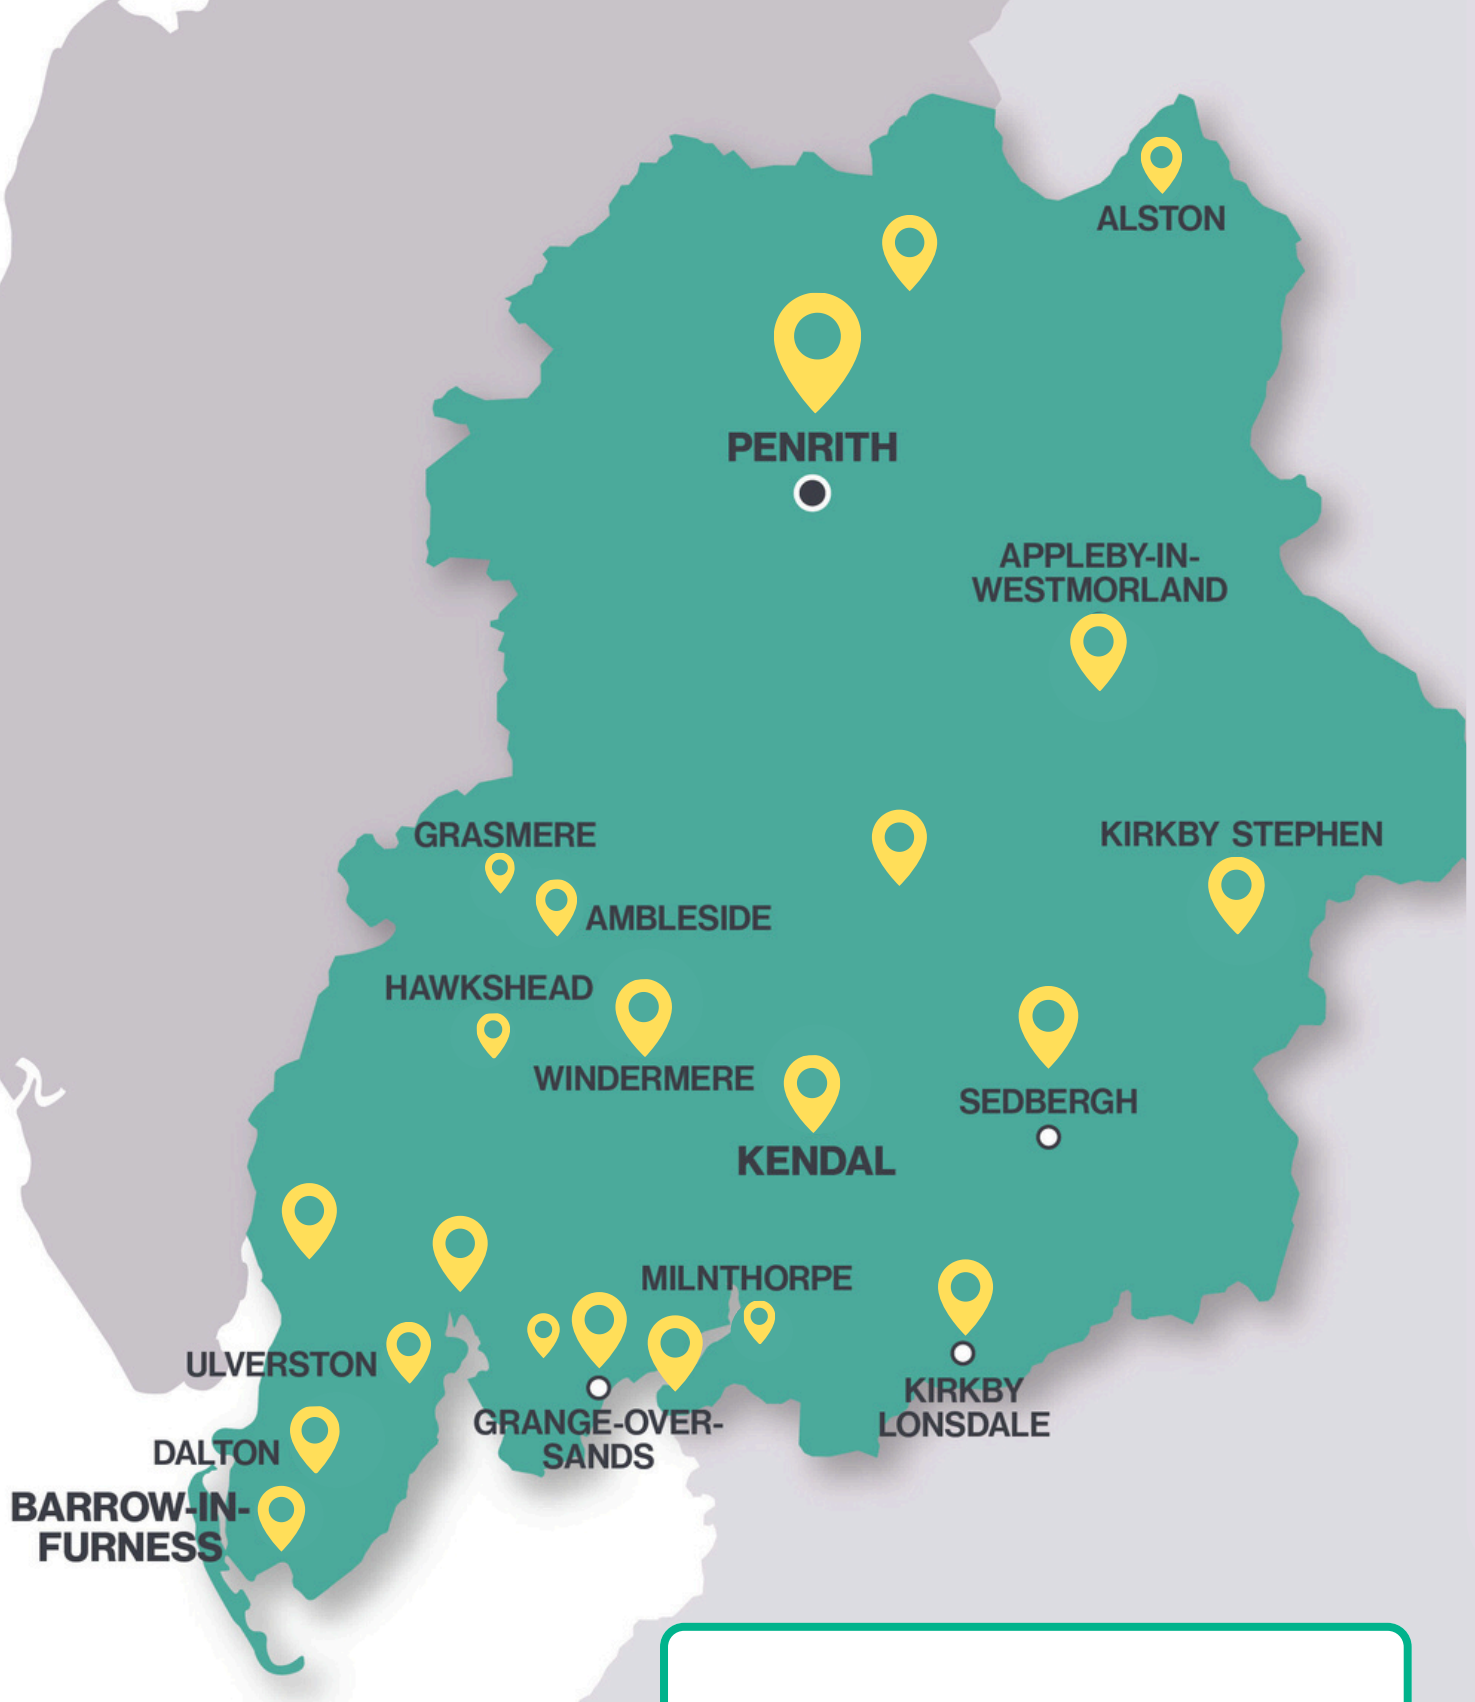 ALSTON
PENRITH
APPLEBY-IN-
WESTMORLAND
GRASMERE
KIRKBY STEPHEN
AMBLESIDE
HAWKSHEAD
WINDERMERE
SEDBERGH
KENDAL
MILNTHORPE
ULVERSTON
KIRKBY
LONSDALE
GRANGE-OVER-
SANDS
DALTON
BARROW-IN-
FURNESS